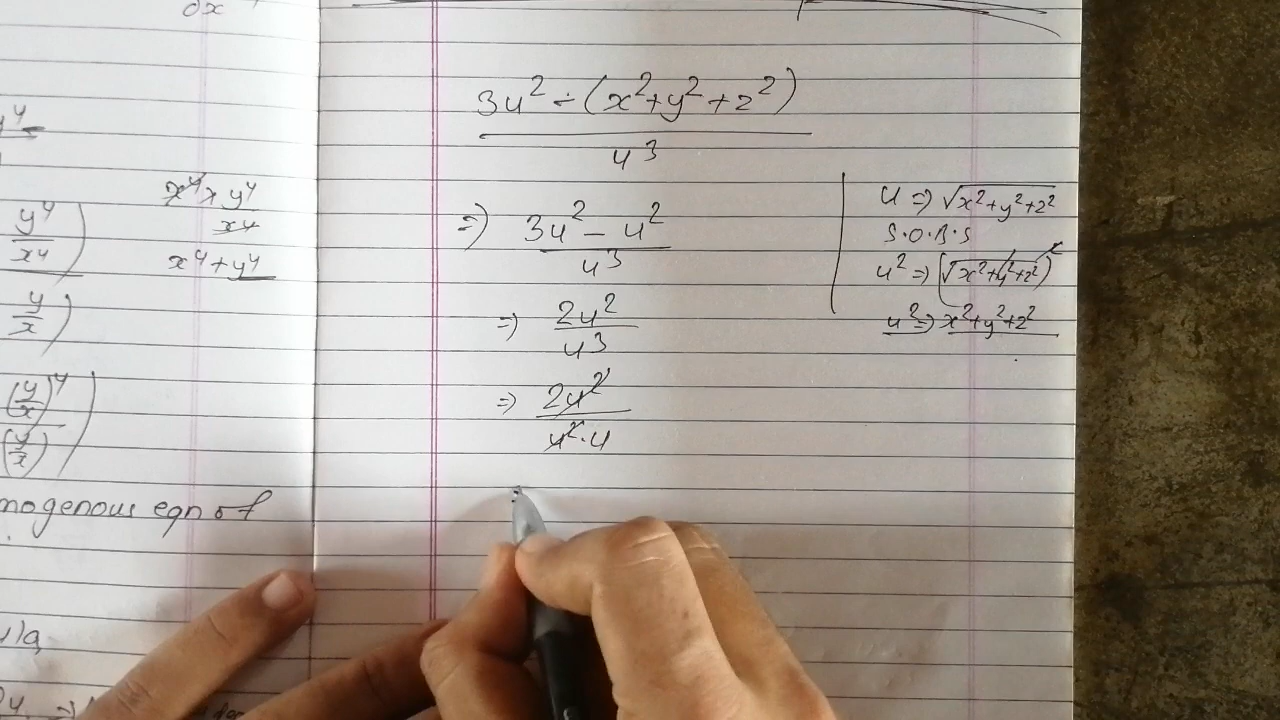 ∂x
y⁴
x⁴ × y⁴
x⁴
x⁴ + y⁴
y⁴
x⁴
y
x
(y/x)⁴
(y/x)
mogenous eqn of
3u² ÷ (x²+y²+z²)
u³
⇒ 3u² − u²
u³
⇒ 2u²
u³
⇒ 2u²
u²·u
u ⇒ √x²+y²+z²
S.O.B.S
u² ⇒ (√x²+y²+z²)²
u² ⇒ x²+y²+z²